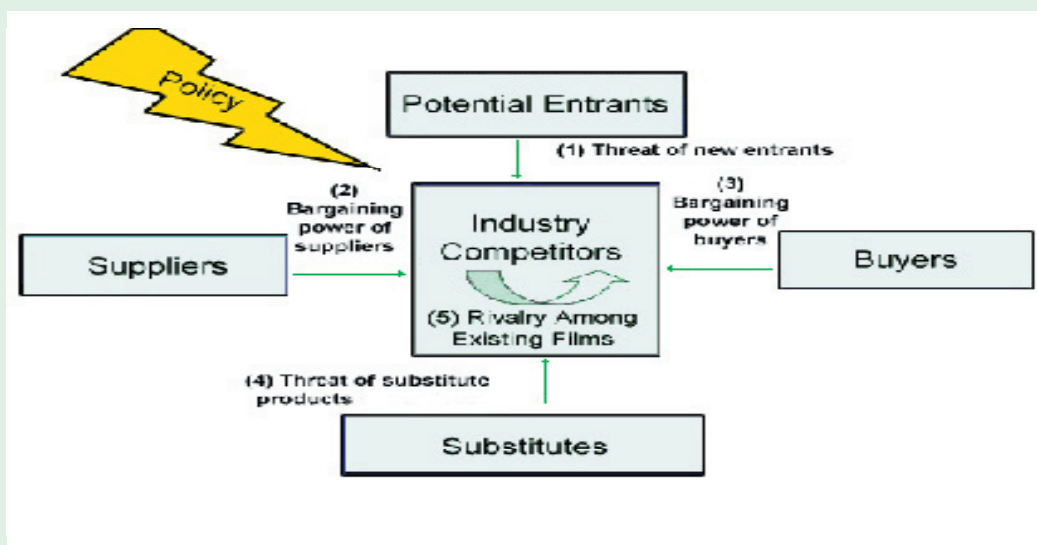 Policy
Potential Entrants
(1) Threat of new entrants
(2)
Bargaining
power of
suppliers
(3)
Bargaining
power of
buyers
Industry
Competitors
Suppliers
Buyers
(5) Rivalry Among
Existing Films
(4) Threat of substitute
products
Substitutes